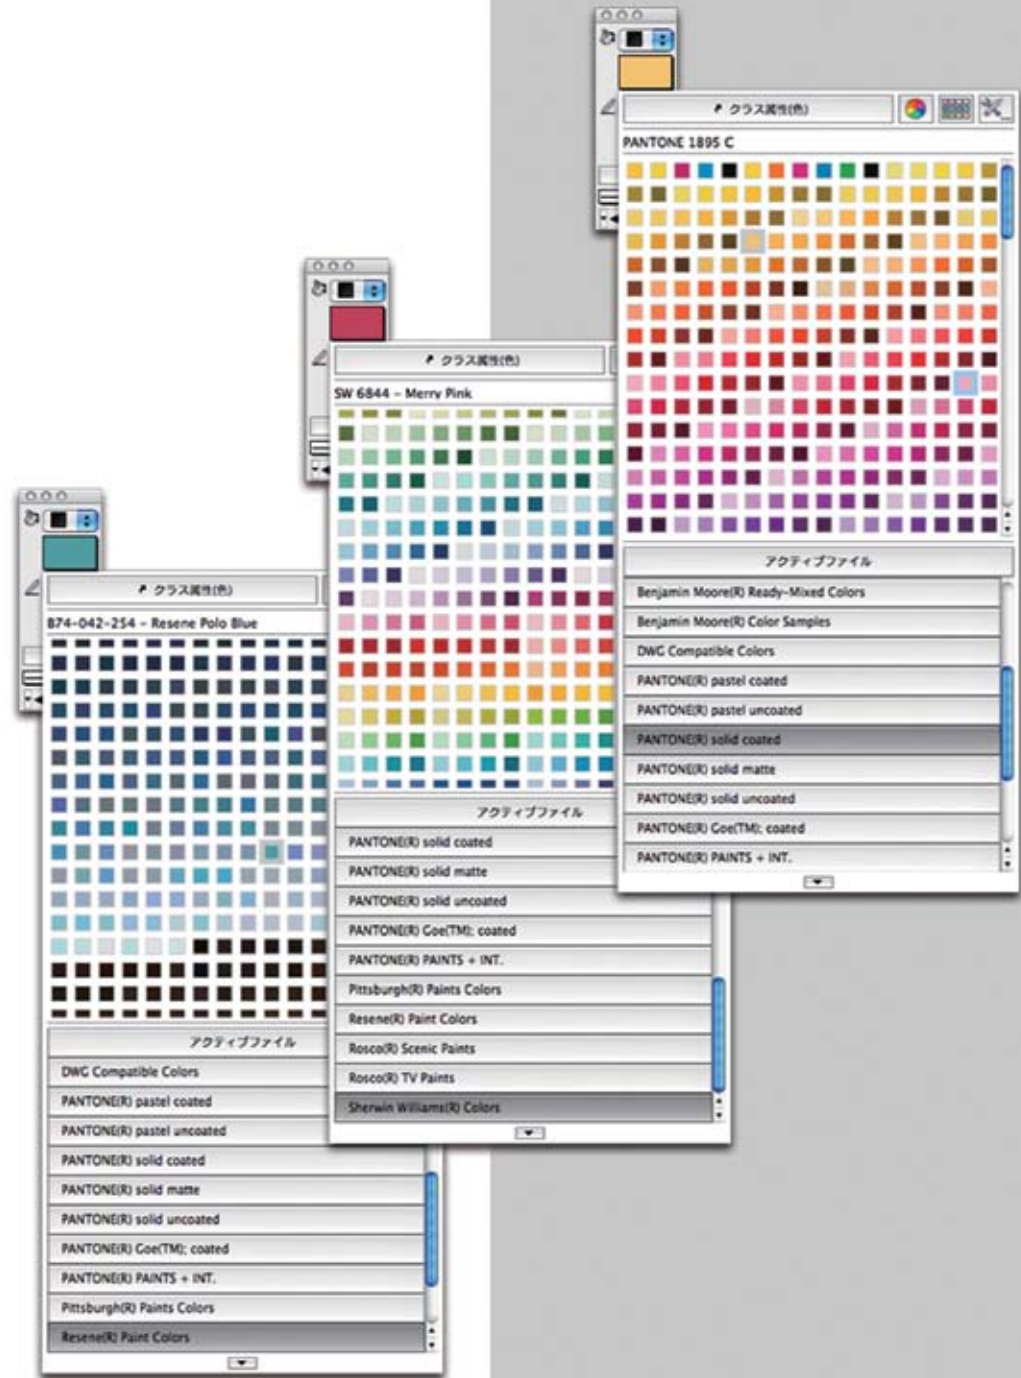 クラス属性(色)
PANTONE 1895 C
アクティブファイル
Benjamin Moore(R) Ready-Mixed Colors
Benjamin Moore(R) Color Samples
DWG Compatible Colors
PANTONE(R) pastel coated
PANTONE(R) pastel uncoated
PANTONE(R) solid coated
PANTONE(R) solid matte
PANTONE(R) solid uncoated
PANTONE(R) Goe(TM); coated
PANTONE(R) PAINTS + INT.
クラス属性(色)
SW 6844 - Merry Pink
アクティブファイル
PANTONE(R) solid coated
PANTONE(R) solid matte
PANTONE(R) solid uncoated
PANTONE(R) Goe(TM); coated
PANTONE(R) PAINTS + INT.
Pittsburgh(R) Paints Colors
Resene(R) Paint Colors
Rosco(R) Scenic Paints
Rosco(R) TV Paints
Sherwin Williams(R) Colors
クラス属性(色)
B74-042-254 - Resene Polo Blue
アクティブファイル
DWG Compatible Colors
PANTONE(R) pastel coated
PANTONE(R) pastel uncoated
PANTONE(R) solid coated
PANTONE(R) solid matte
PANTONE(R) solid uncoated
PANTONE(R) Goe(TM); coated
PANTONE(R) PAINTS + INT.
Pittsburgh(R) Paints Colors
Resene(R) Paint Colors